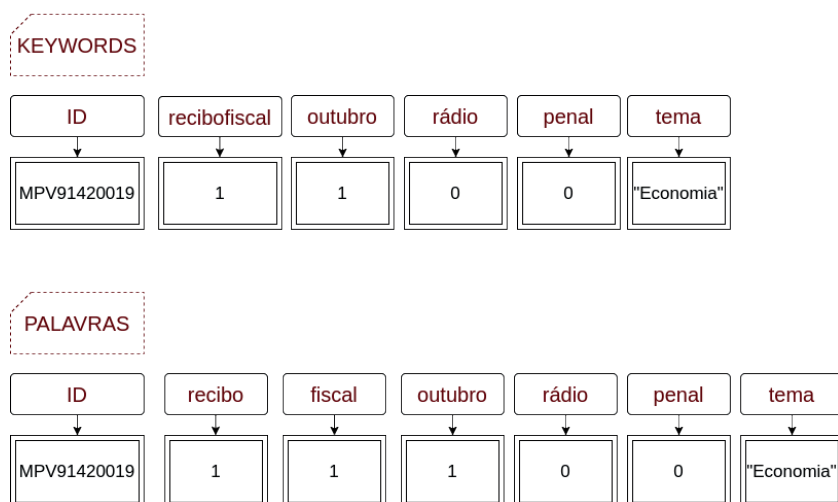 KEYWORDS
ID recibofiscal outubro rádio penal tema
MPV91420019 1 1 0 0 "Economia"
PALAVRAS
ID recibo fiscal outubro rádio penal tema
MPV91420019 1 1 1 0 0 "Economia"